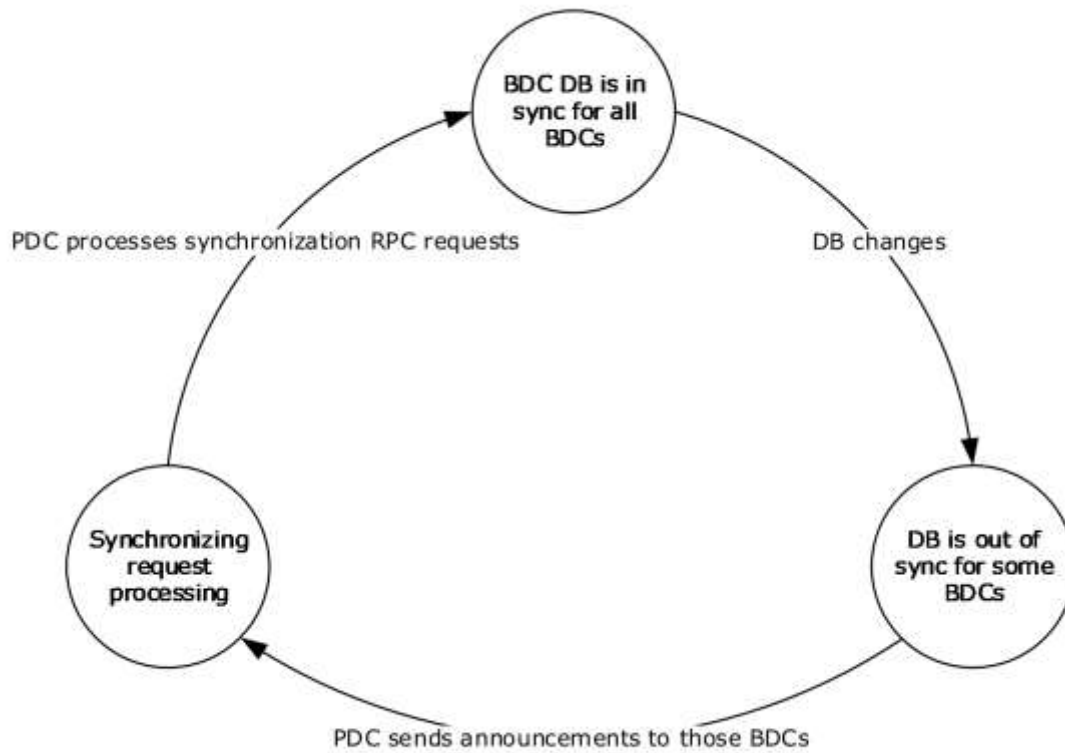 BDC DB is in
sync for all
BDCs
PDC processes synchronization RPC requests
DB changes
Synchronizing
request
processing
DB is out of
sync for some
BDCs
PDC sends announcements to those BDCs